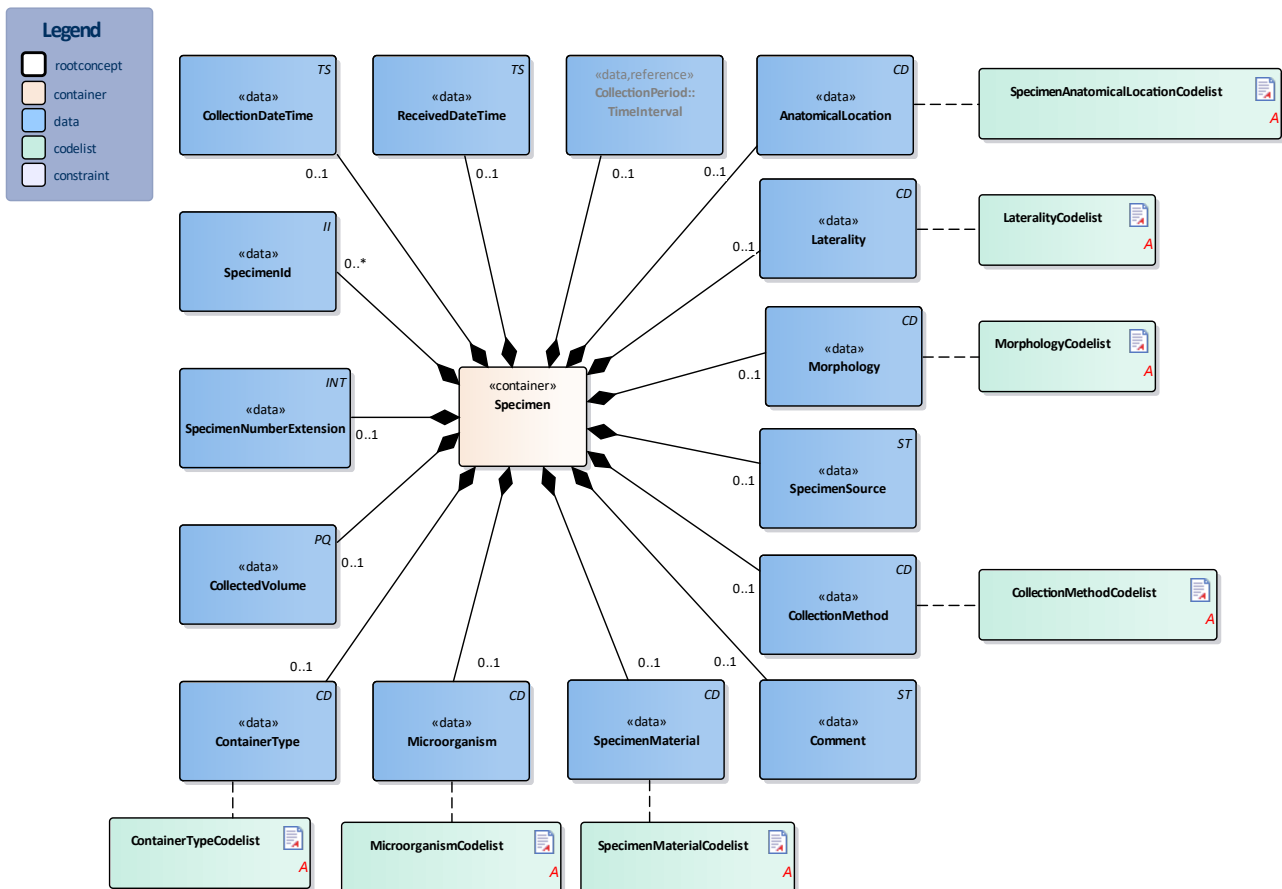 Legend
rootconcept
container
data
codelist
constraint
TS
«data»
CollectionDateTime
0..1
TS
«data»
ReceivedDateTime
0..1
«data,reference»
CollectionPeriod::
TimeInterval
0..1
CD
«data»
AnatomicalLocation
0..1
SpecimenAnatomicalLocationCodelist
A
II
«data»
SpecimenId
0..*
CD
«data»
Laterality
0..1
LateralityCodelist
A
CD
«data»
Morphology
0..1
MorphologyCodelist
A
INT
«data»
SpecimenNumberExtension
0..1
«container»
Specimen
ST
«data»
SpecimenSource
0..1
PQ
«data»
CollectedVolume
0..1
CD
«data»
CollectionMethod
0..1
CollectionMethodCodelist
A
0..1
CD
«data»
ContainerType
0..1
CD
«data»
Microorganism
0..1
CD
«data»
SpecimenMaterial
0..1
ST
«data»
Comment
ContainerTypeCodelist
A
MicroorganismCodelist
A
SpecimenMaterialCodelist
A